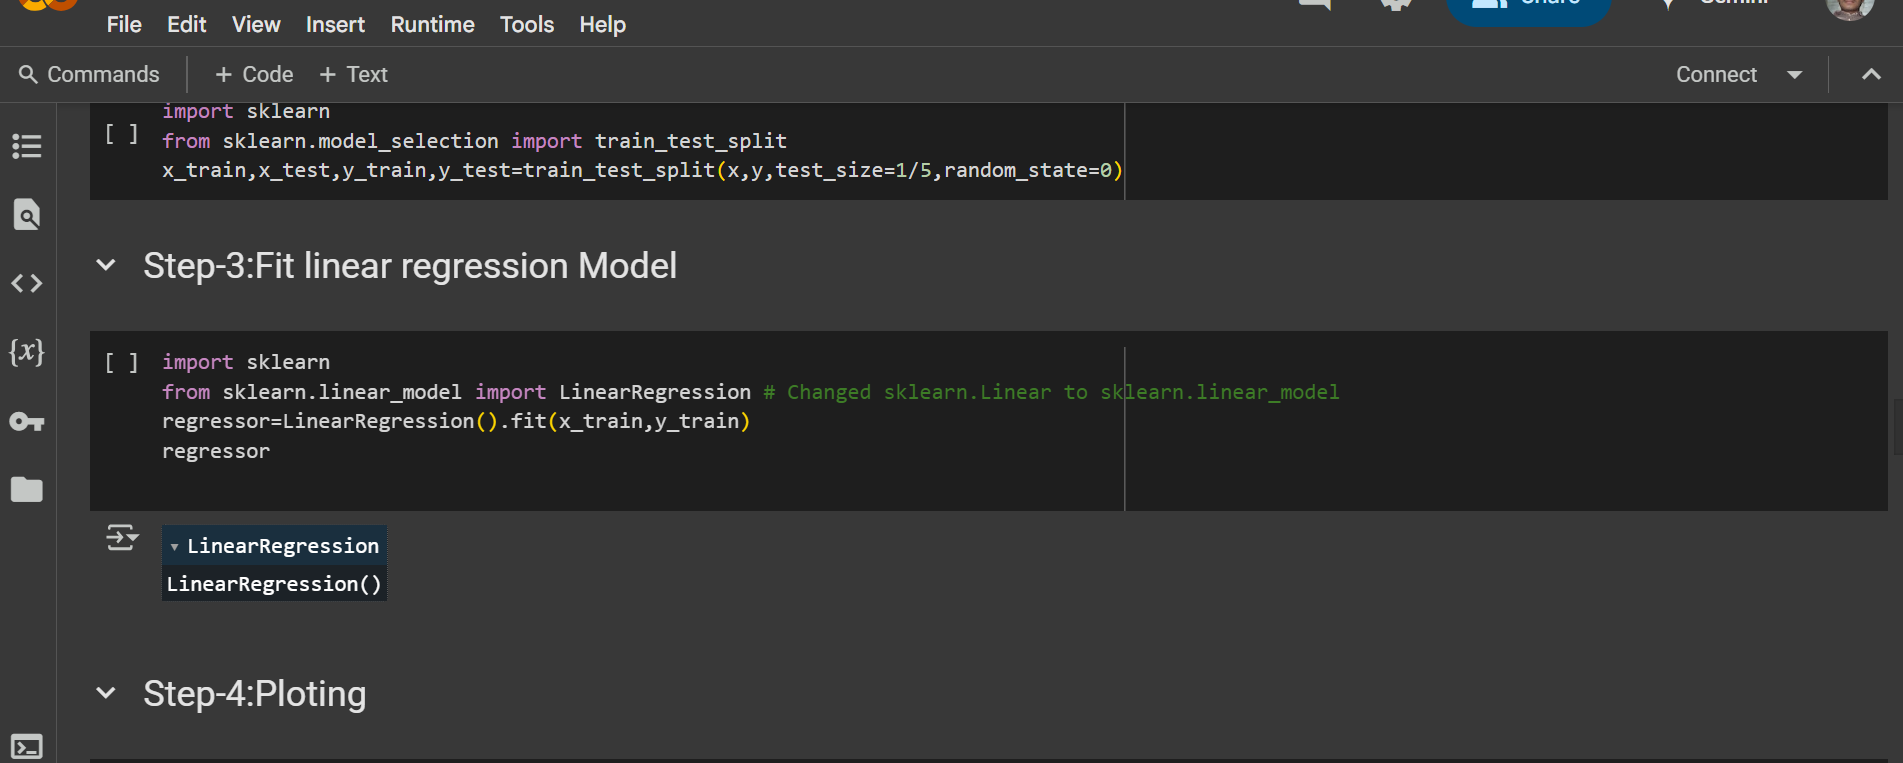 File Edit View Insert Runtime Tools Help
Share
Gemini
Commands + Code + Text
Connect
import sklearn
[ ] from sklearn.model_selection import train_test_split
x_train,x_test,y_train,y_test=train_test_split(x,y,test_size=1/5,random_state=0)
Step-3:Fit linear regression Model
[ ] import sklearn
from sklearn.linear_model import LinearRegression # Changed sklearn.Linear to sklearn.linear_model
regressor=LinearRegression().fit(x_train,y_train)
regressor
{x}
▾ LinearRegression
LinearRegression()
Step-4:Ploting